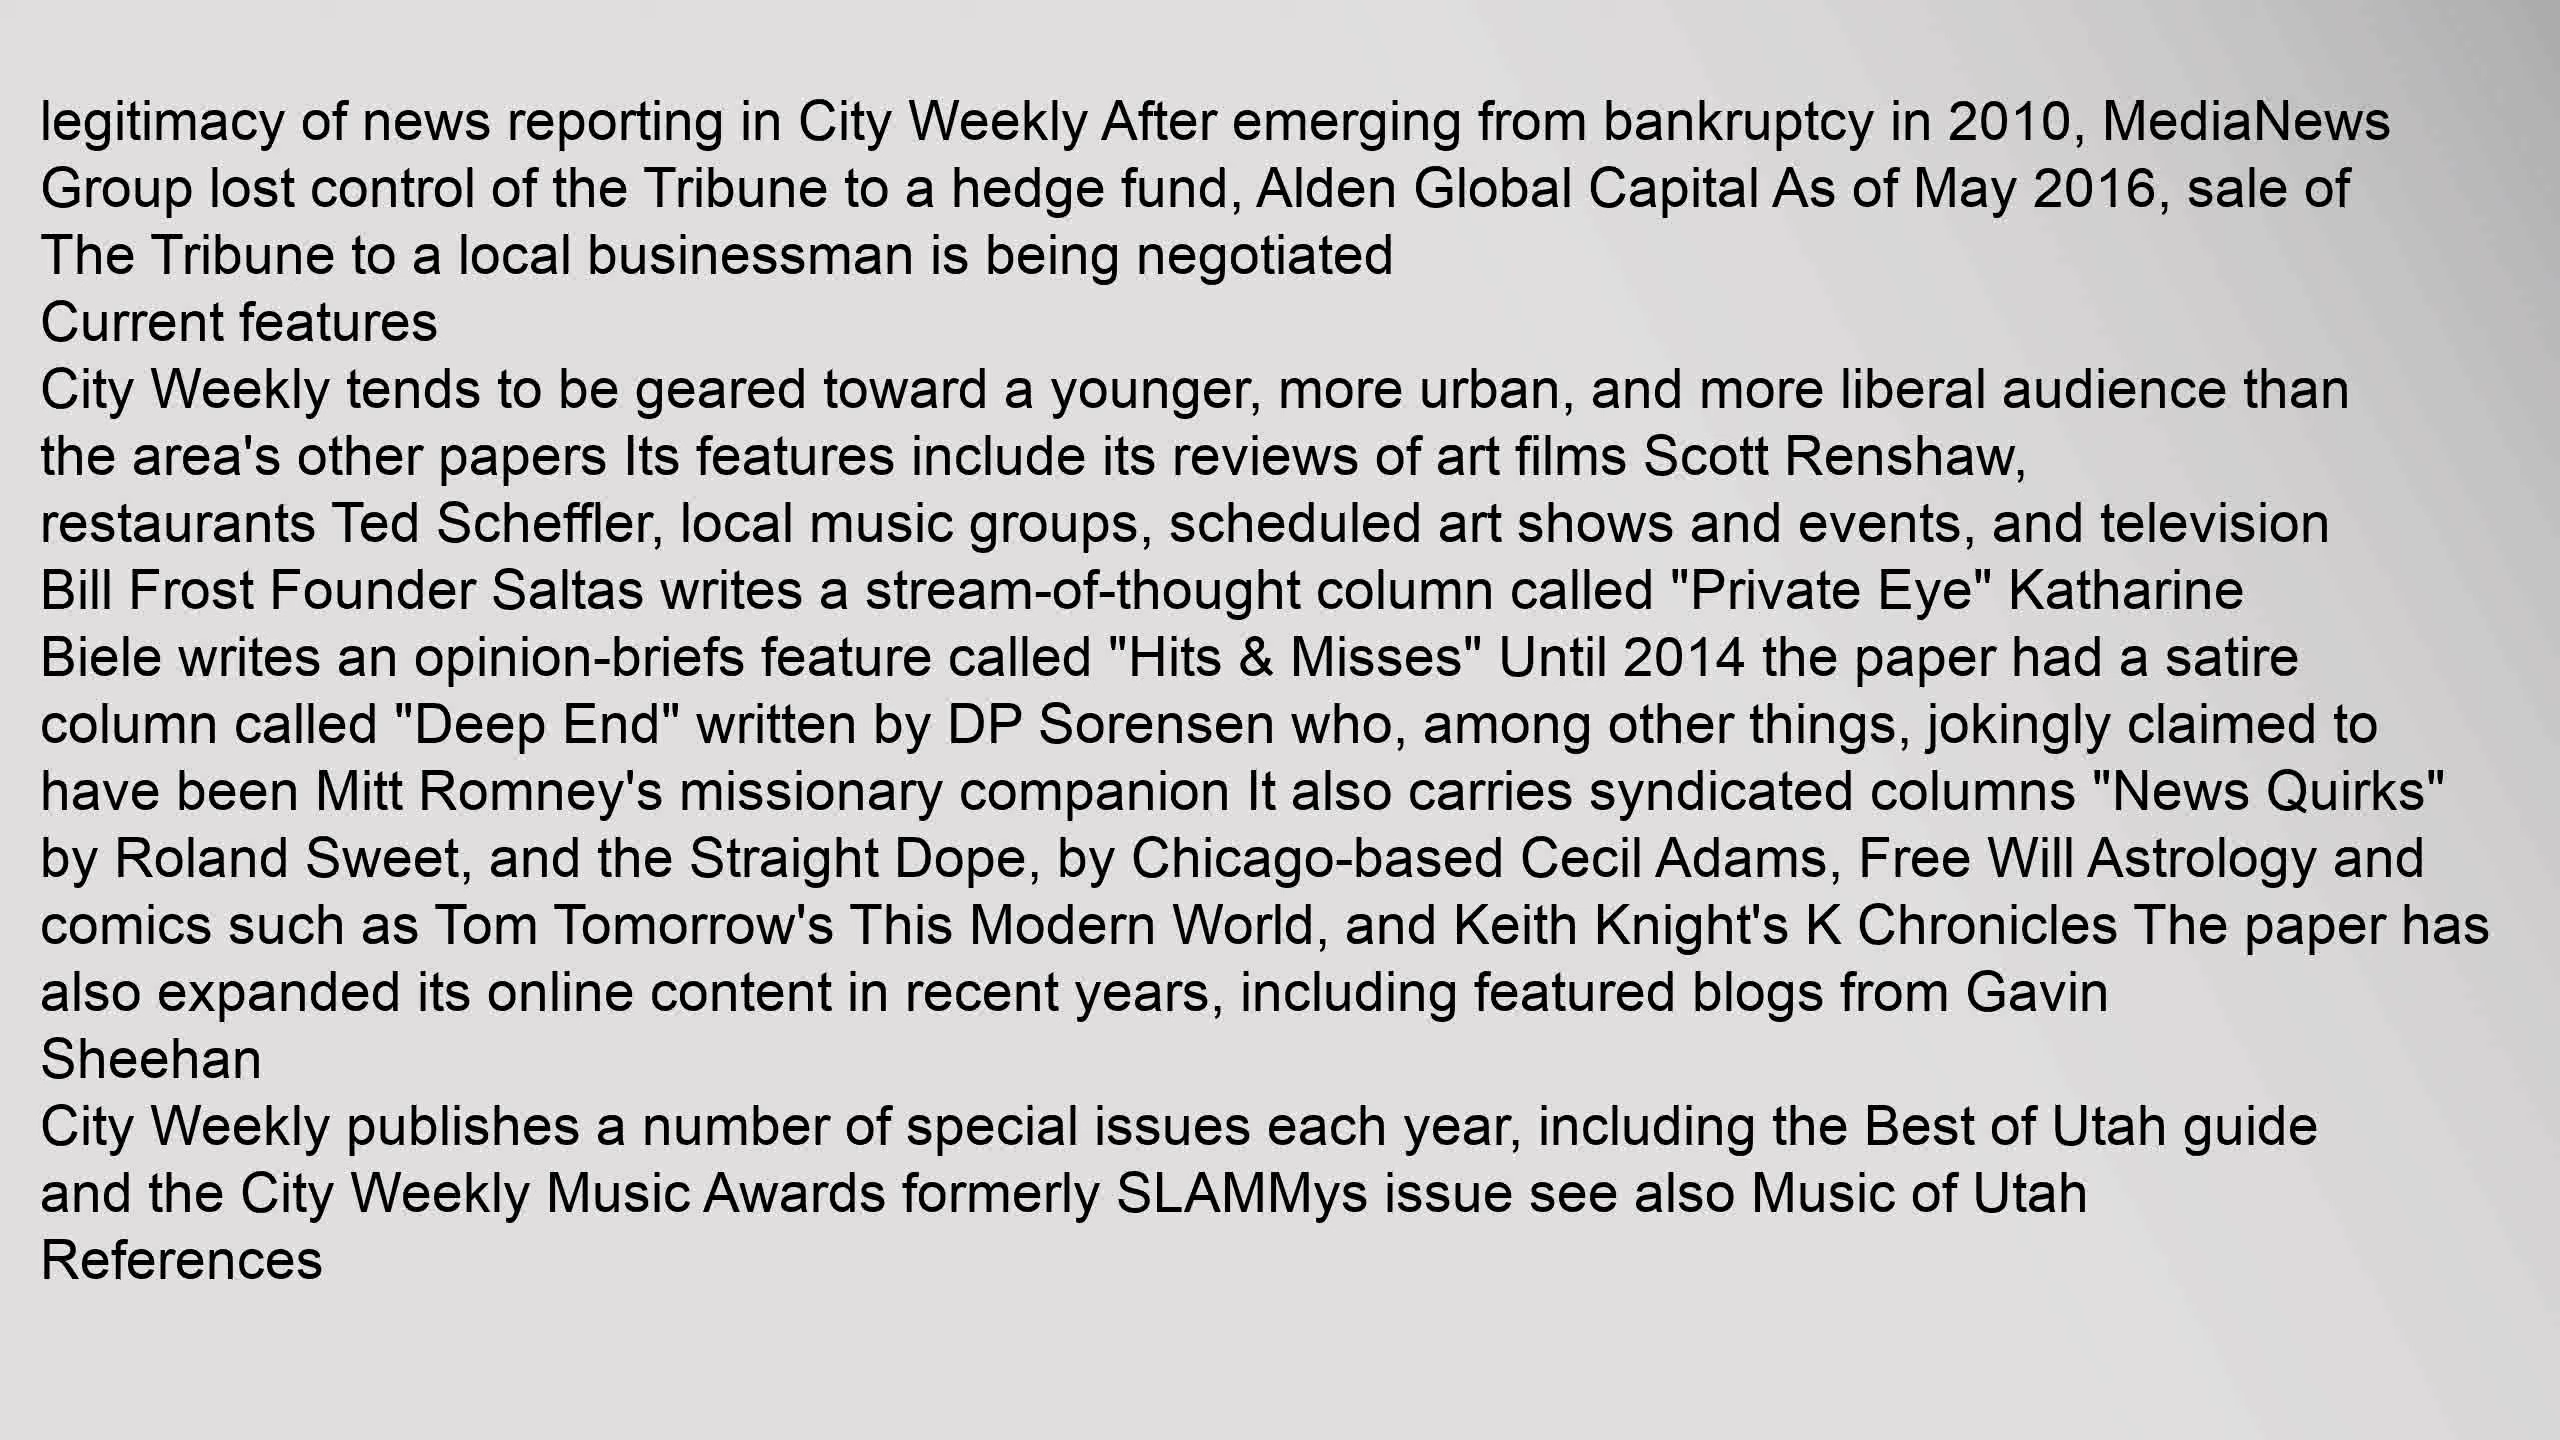 legitimacy of news reporting in City Weekly After emerging from bankruptcy in 2010, MediaNews
Group lost control of the Tribune to a hedge fund, Alden Global Capital As of May 2016, sale of
The Tribune to a local businessman is being negotiated
Current features
City Weekly tends to be geared toward a younger, more urban, and more liberal audience than
the area's other papers Its features include its reviews of art films Scott Renshaw,
restaurants Ted Scheffler, local music groups, scheduled art shows and events, and television
Bill Frost Founder Saltas writes a stream-of-thought column called "Private Eye" Katharine
Biele writes an opinion-briefs feature called "Hits & Misses" Until 2014 the paper had a satire
column called "Deep End" written by DP Sorensen who, among other things, jokingly claimed to
have been Mitt Romney's missionary companion It also carries syndicated columns "News Quirks"
by Roland Sweet, and the Straight Dope, by Chicago-based Cecil Adams, Free Will Astrology and
comics such as Tom Tomorrow's This Modern World, and Keith Knight's K Chronicles The paper has
also expanded its online content in recent years, including featured blogs from Gavin
Sheehan
City Weekly publishes a number of special issues each year, including the Best of Utah guide
and the City Weekly Music Awards formerly SLAMMys issue see also Music of Utah
References